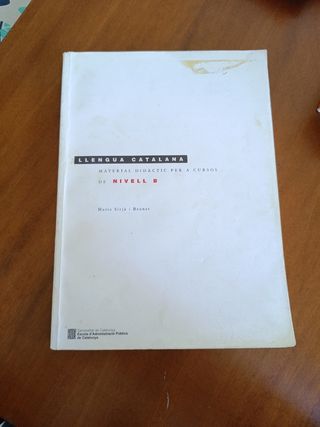 LLENGUA CATALANA
MATERIAL DIDÀCTIC PER A CURSOS
DE NIVELL B
Generalitat de Catalunya
Escola d'Administració Pública
de Catalunya